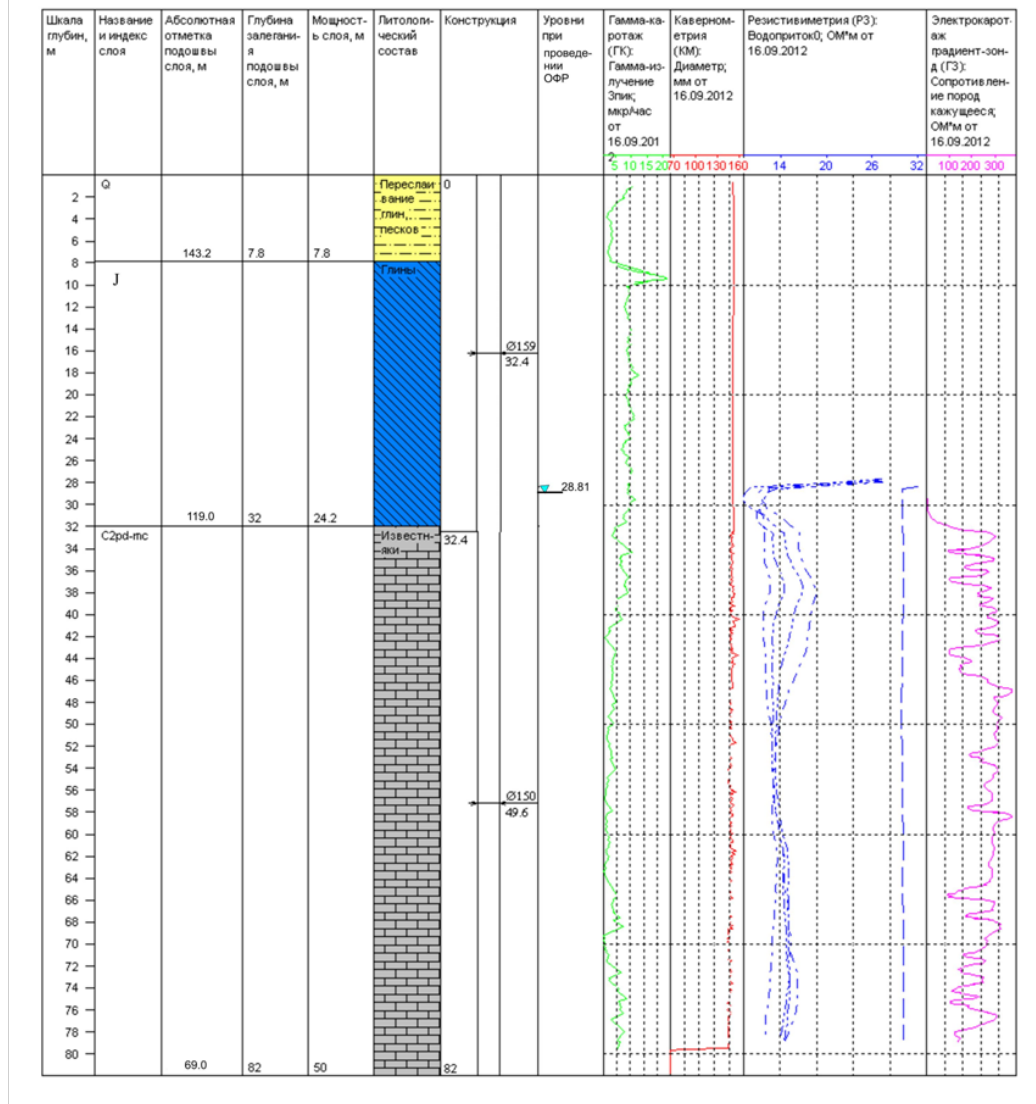 Шкала
глубин,
м
Название
и индекс
слоя
Абсолютная
отметка
подошвы
слоя, м
Глубина
залегани-
я
подошвы
слоя, м
Мощност-
ь слоя, м
Литологи-
ческий
состав
Конструкция
Уровни
при
проведе-
нии
ОФР
Гамма-ка-
ротаж
(ГК):
Гамма-из-
лучение
Зпик;
мкр/час
от
16.09.201
2
Каверном-
етрия
(КМ):
Диаметр;
мм от
16.09.2012
Резистивиметрия (РЗ):
Водоприток0; ОМ*м от
16.09.2012
Электрокарот-
аж
градиент-зон-
д (ГЗ):
Сопротивлен-
ие пород
кажущееся;
ОМ*м от
16.09.2012
5 10 15 20
70 100 130 160
14 20 26 32
100 200 300
Q
Переслаи-
вание
глин,
песков
0
2
4
6
143.2 7.8 7.8
8
J
Глины
10
12
14
16
Ø159
32.4
18
20
22
24
26
28
28.81
30
119.0 32 24.2
32
C2pd-mc
Известн-
яки
32.4
34
36
38
40
42
44
46
48
50
52
54
56
Ø150
49.6
58
60
62
64
66
68
70
72
74
76
78
80
69.0 82 50 82